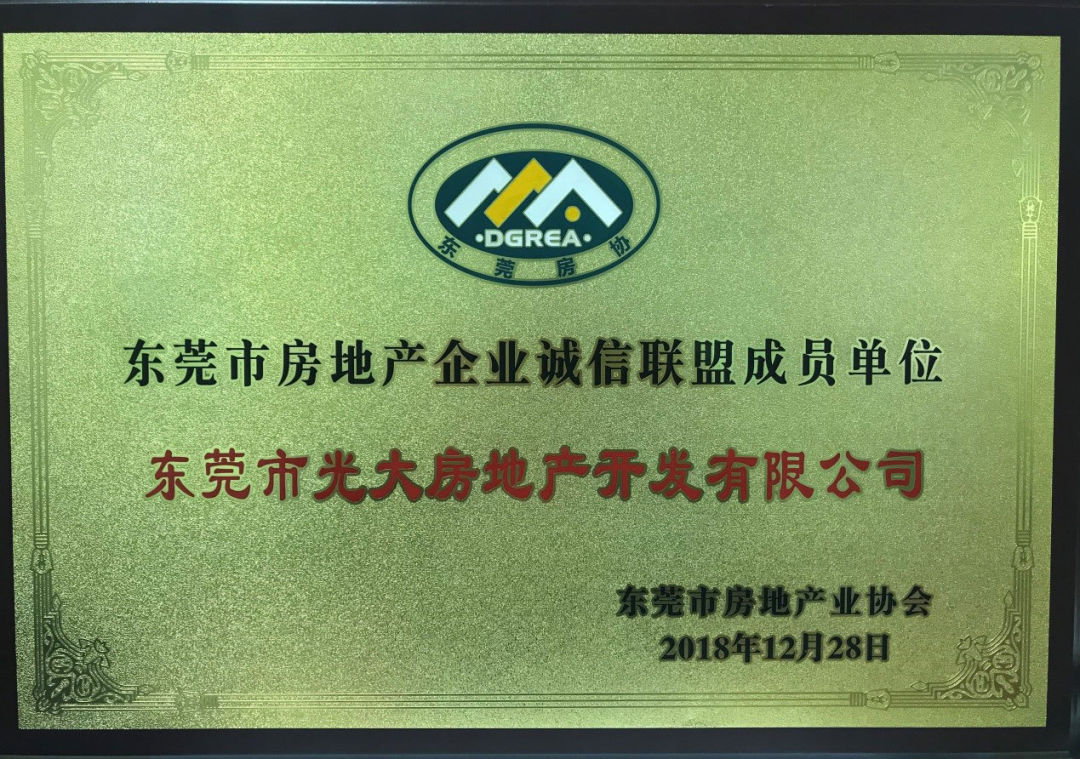 ·DGREA·
东莞房协
东莞市房地产企业诚信联盟成员单位
东莞市光大房地产开发有限公司
东莞市房地产业协会
2018年12月28日